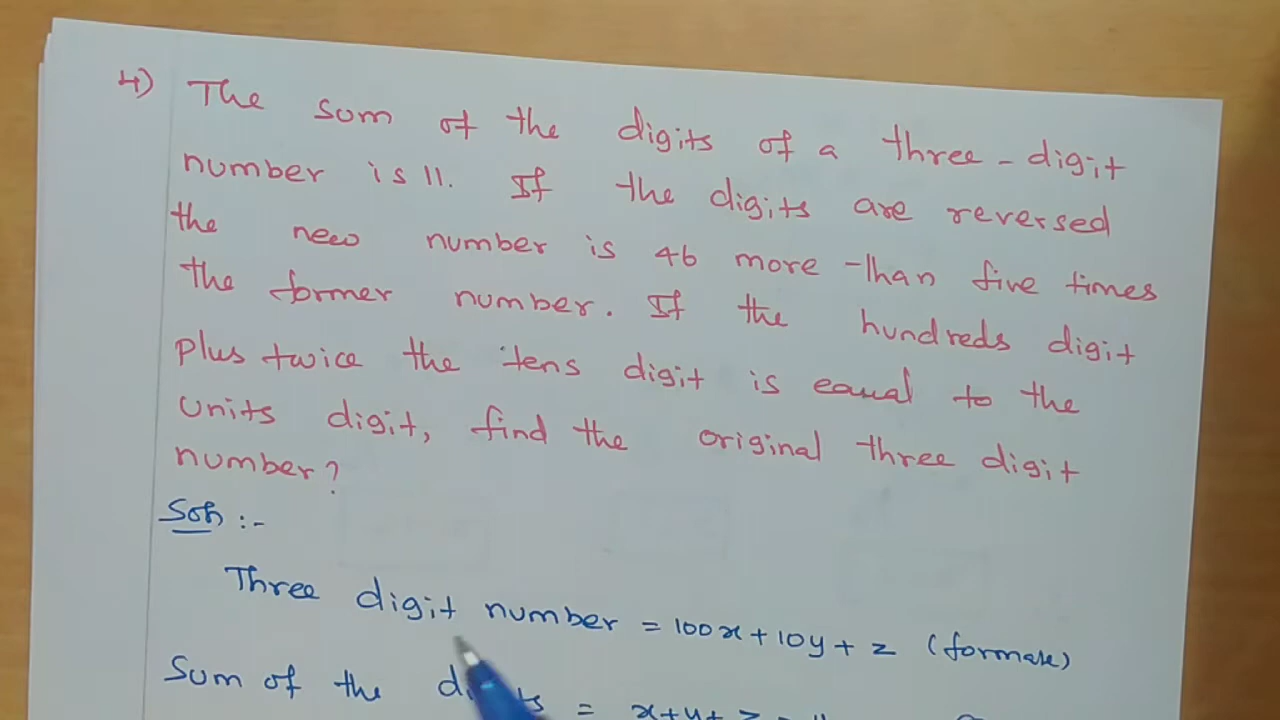 4) The sum of the digits of a three-digit
number is 11. If the digits are reversed
the new number is 46 more than five times
the former number. If the hundreds digit
plus twice the tens digit is equal to the
units digit, find the original three digit
number?
Soln :-
Three digit number = 100x + 10y + z (former)
Sum of the digits = x+y+z = 11